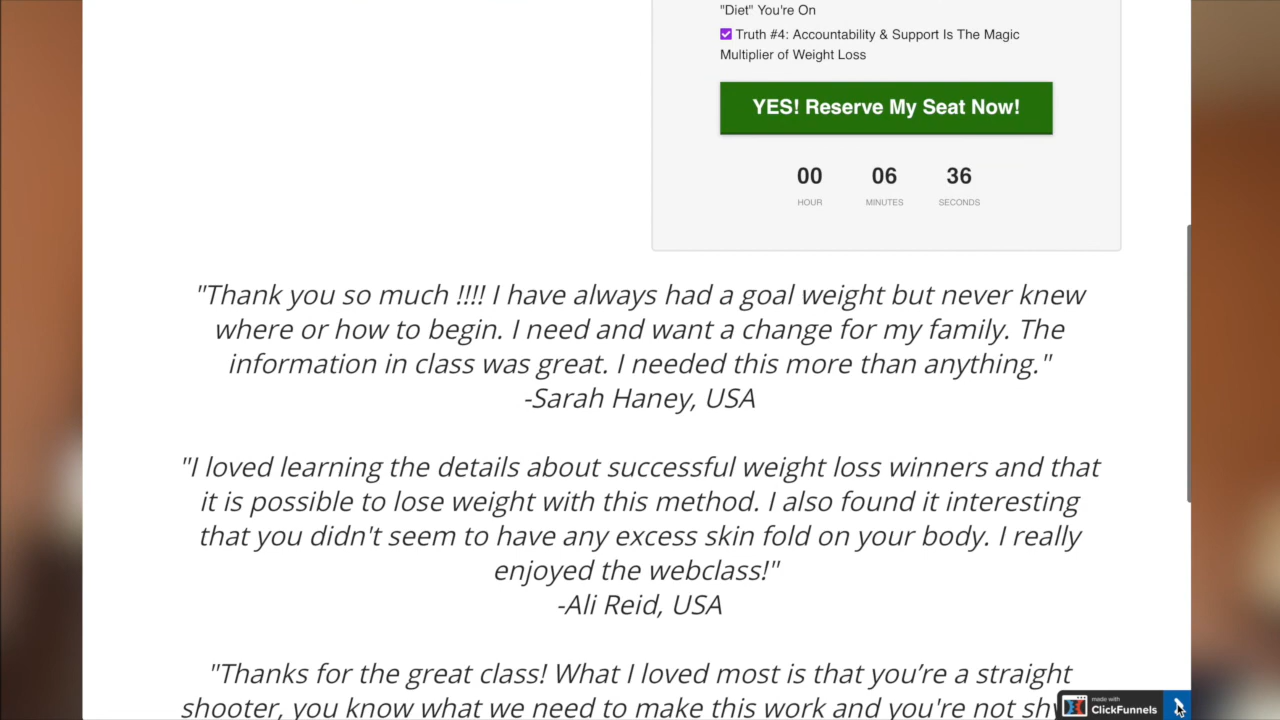 "Diet" You're On
Truth #4: Accountability & Support Is The Magic
Multiplier of Weight Loss
YES! Reserve My Seat Now!
00 06 36
HOUR MINUTES SECONDS
"Thank you so much !!!! I have always had a goal weight but never knew
where or how to begin. I need and want a change for my family. The
information in class was great. I needed this more than anything."
-Sarah Haney, USA
"I loved learning the details about successful weight loss winners and that
it is possible to lose weight with this method. I also found it interesting
that you didn't seem to have any excess skin fold on your body. I really
enjoyed the webclass!"
-Ali Reid, USA
"Thanks for the great class! What I loved most is that you’re a straight
shooter, you know what we need to make this work and you're not
made with
ClickFunnels